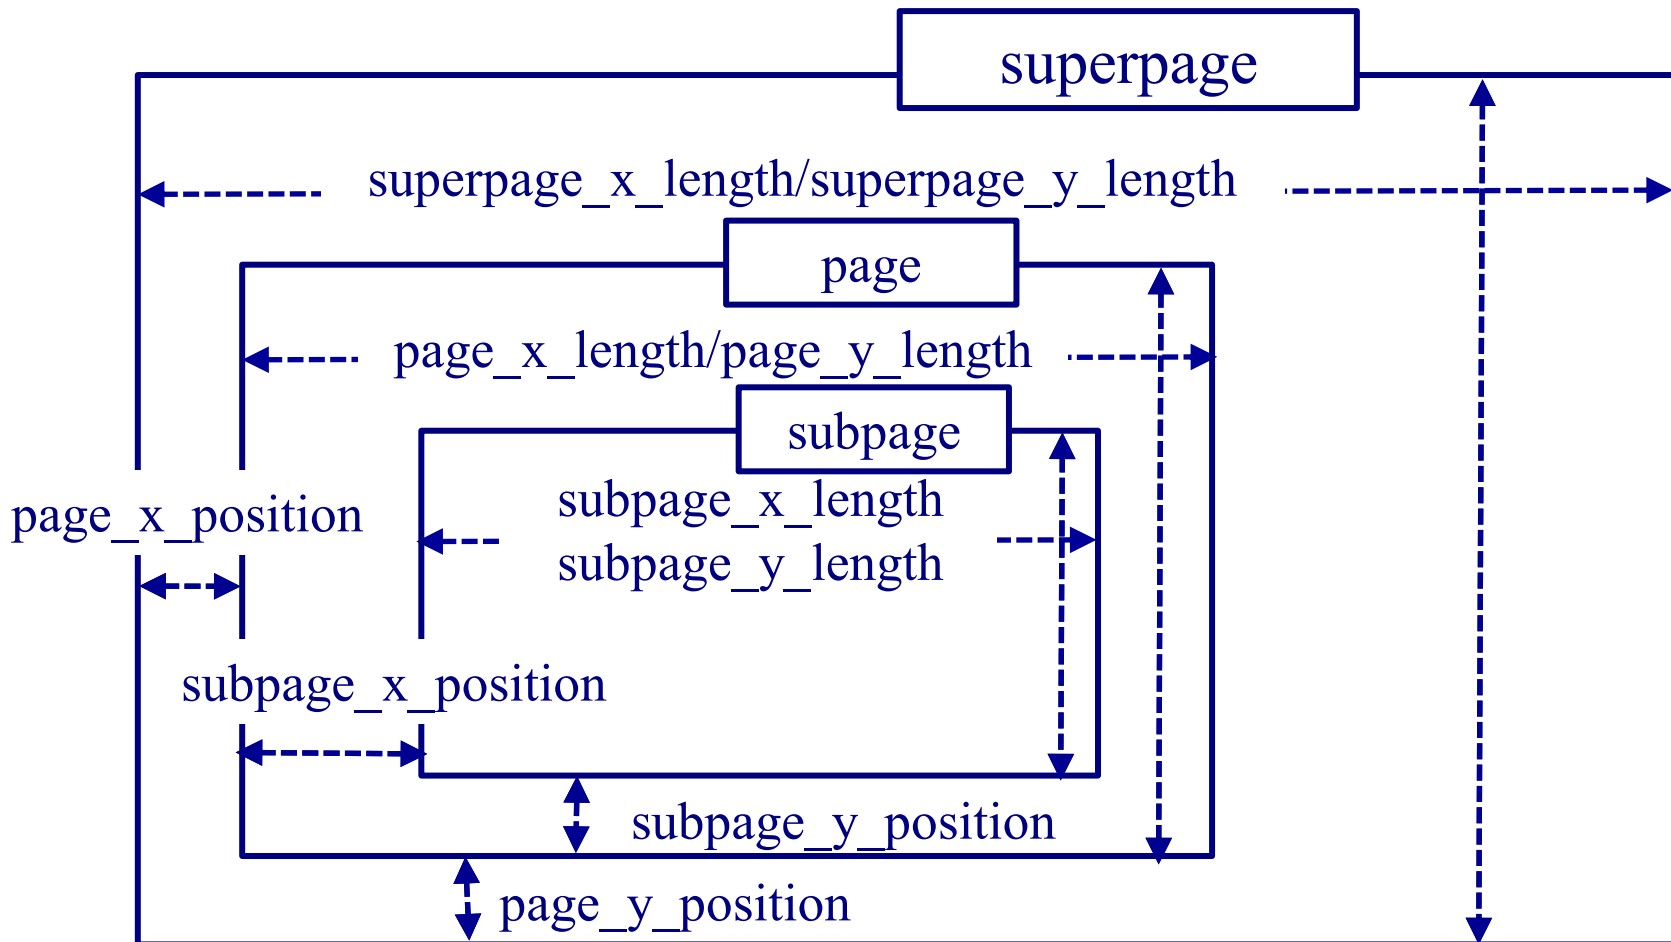 superpage
superpage_x_length/superpage_y_length
page
page_x_length/page_y_length
subpage
subpage_x_length
page_x_position
subpage_y_length
subpage_x_position
subpage_y_position
page_y_position